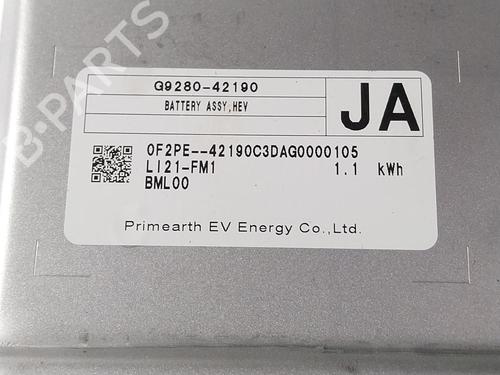 B-PARTS
G9280-42190
BATTERY ASSY,HEV
JA
0F2PE--42190C3DAG0000105
LI21-FM1 1.1 kWh
BML00
Primearth EV Energy Co.,Ltd.